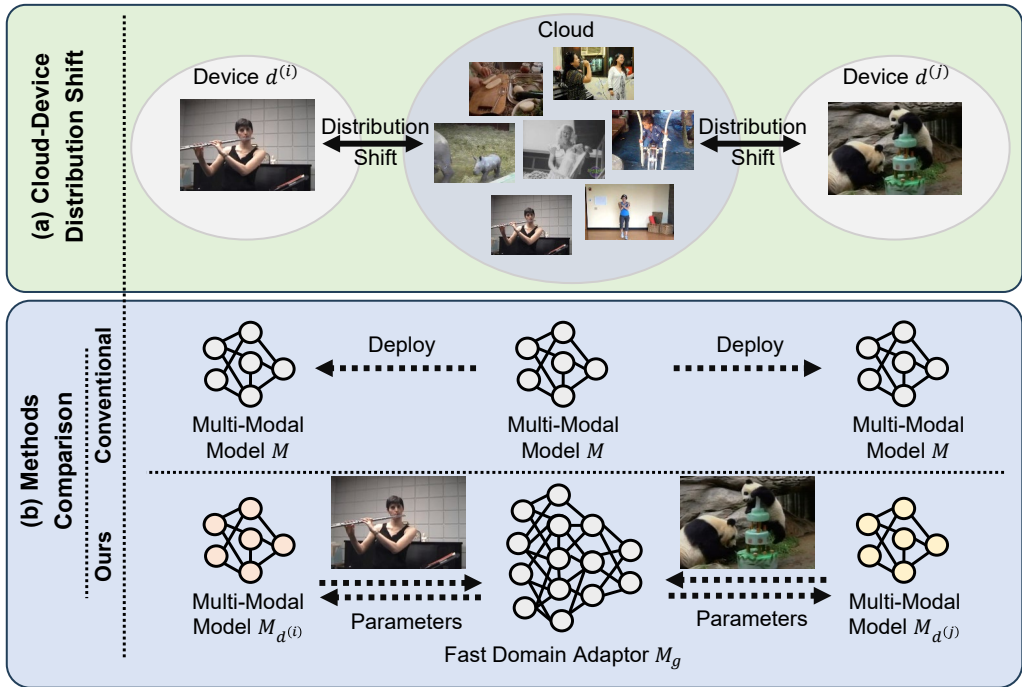 (a) Cloud-Device
Distribution Shift
Device d^(i)
Distribution
Shift
Cloud
Distribution
Shift
Device d^(j)
(b) Methods
Comparison
Conventional
Multi-Modal
Model M
Deploy
Multi-Modal
Model M
Deploy
Multi-Modal
Model M
Ours
Multi-Modal
Model M_d^(i)
Parameters
Fast Domain Adaptor M_g
Parameters
Multi-Modal
Model M_d^(j)